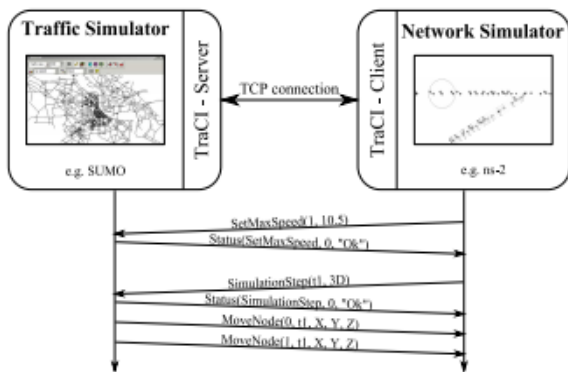 Traffic Simulator
TraCI - Server
e.g. SUMO
TCP connection
TraCI - Client
Network Simulator
e.g. ns-2
SetMaxSpeed(1, 10.5)
Status(SetMaxSpeed, 0, "Ok")
SimulationStep(t1, 3D)
Status(SimulationStep, 0, "Ok")
MoveNode(0, t1, X, Y, Z)
MoveNode(1, t1, X, Y, Z)